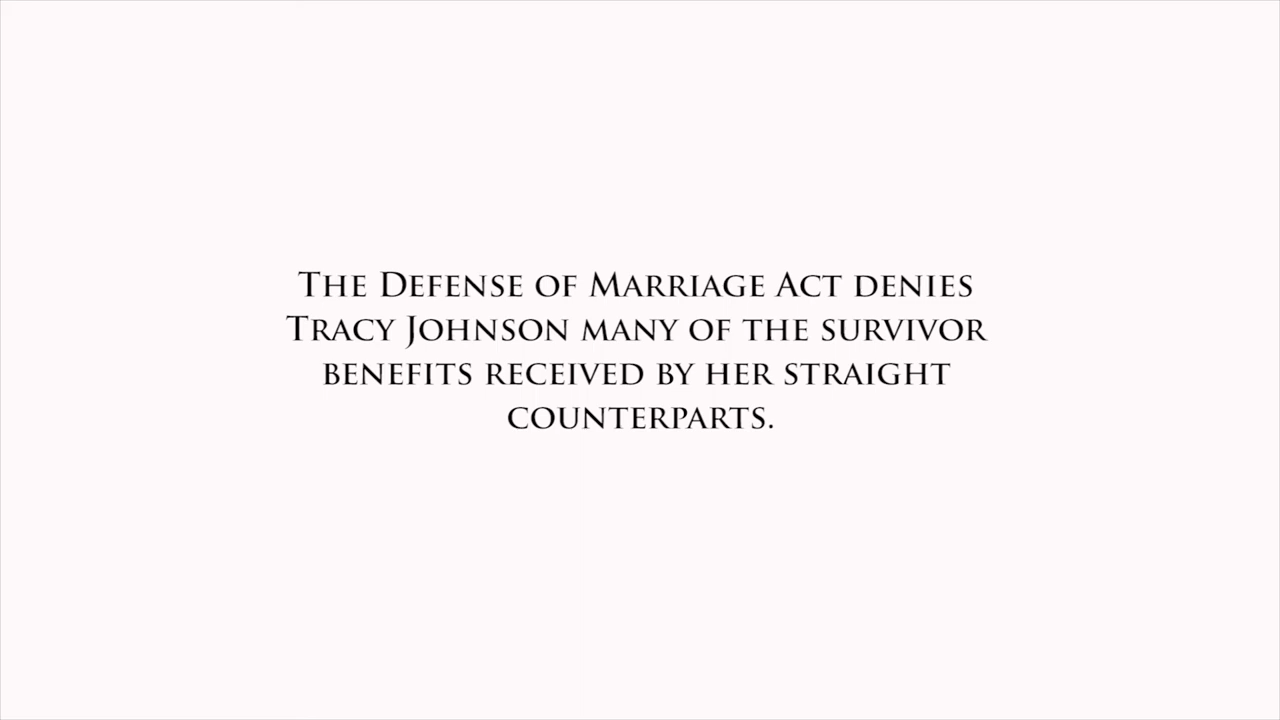 The Defense of Marriage Act denies
Tracy Johnson many of the survivor
benefits received by her straight
counterparts.